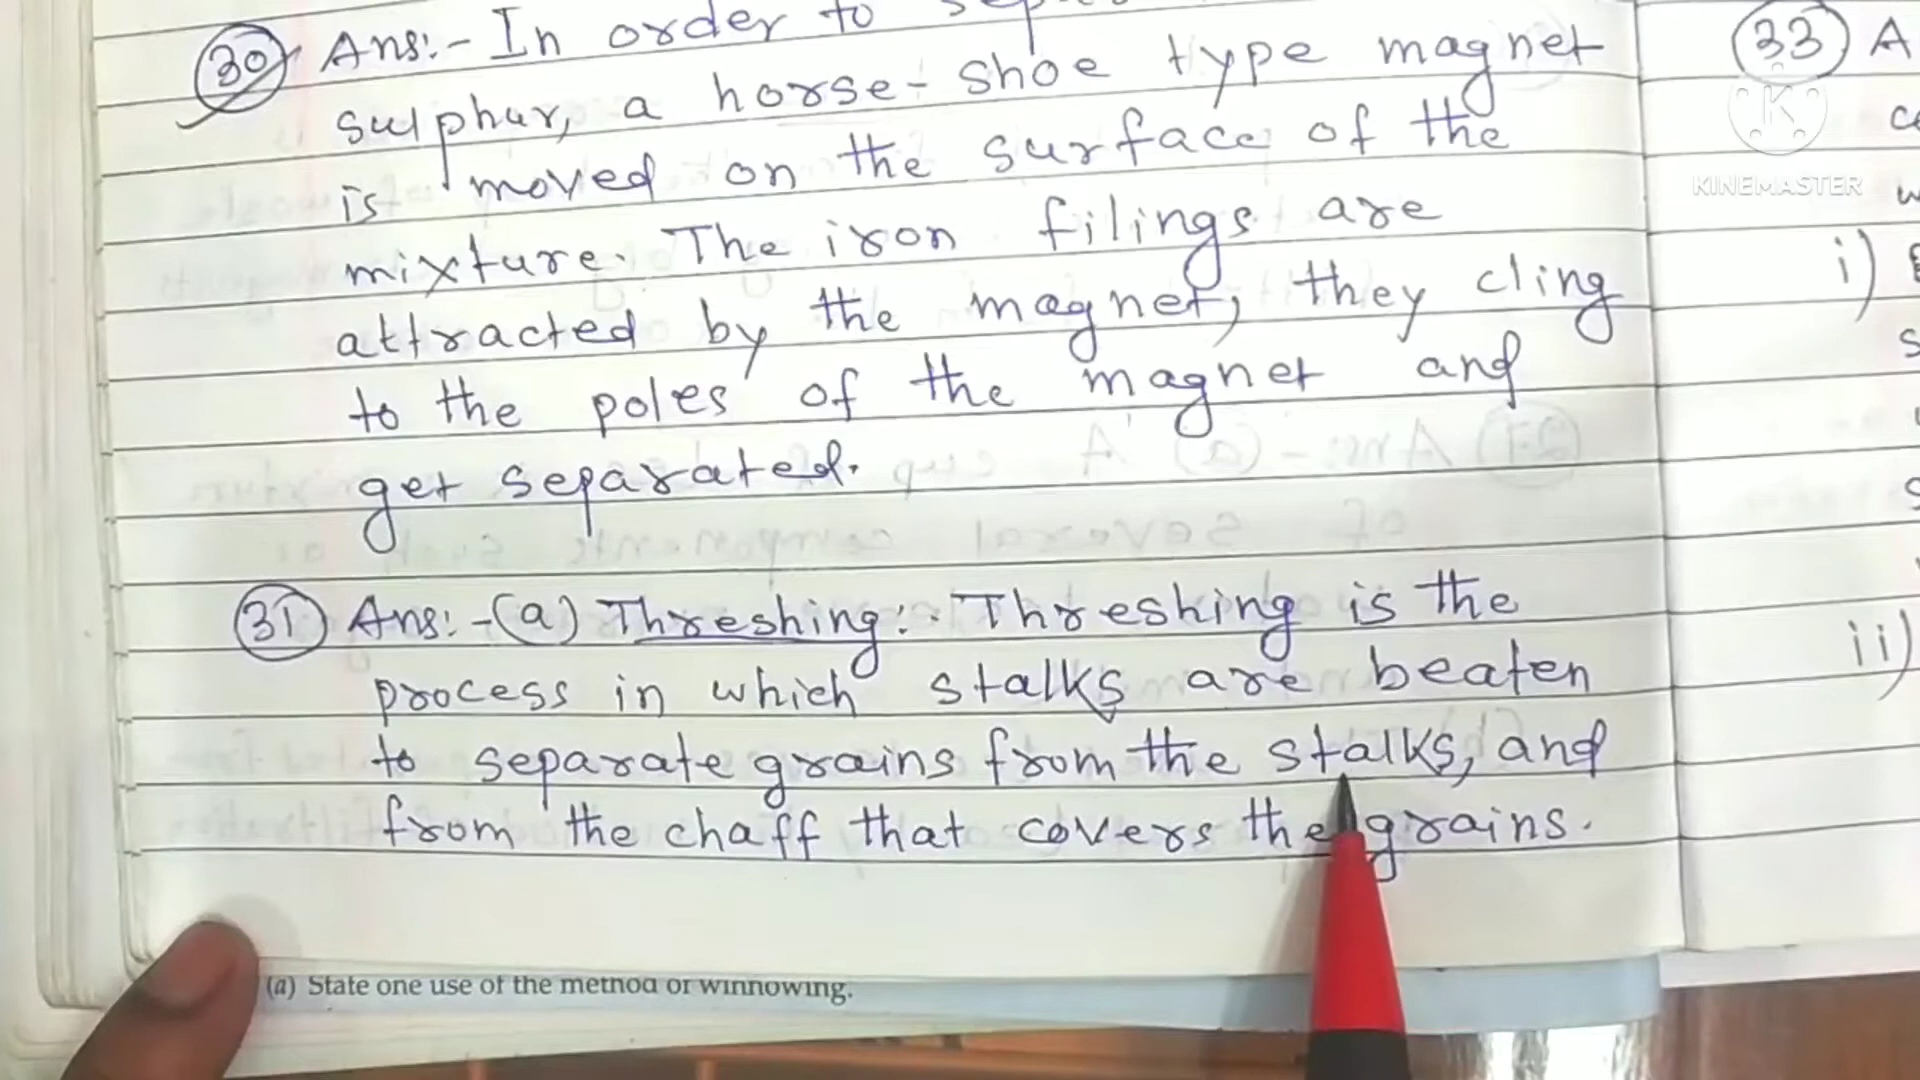 30 Ans:- In order to
sulphur, a horse-shoe type magnet
is moved on the surface of the
mixture. The iron filings are
attracted by the magnet, they cling
to the poles of the magnet and
get separated.
31 Ans:-(a) Threshing:- Threshing is the
process in which stalks are beaten
to separate grains from the stalks, and
from the chaff that covers the grains.
(a) State one use of the method of winnowing.
33 A
i)
ii)
K
KINEMASTER